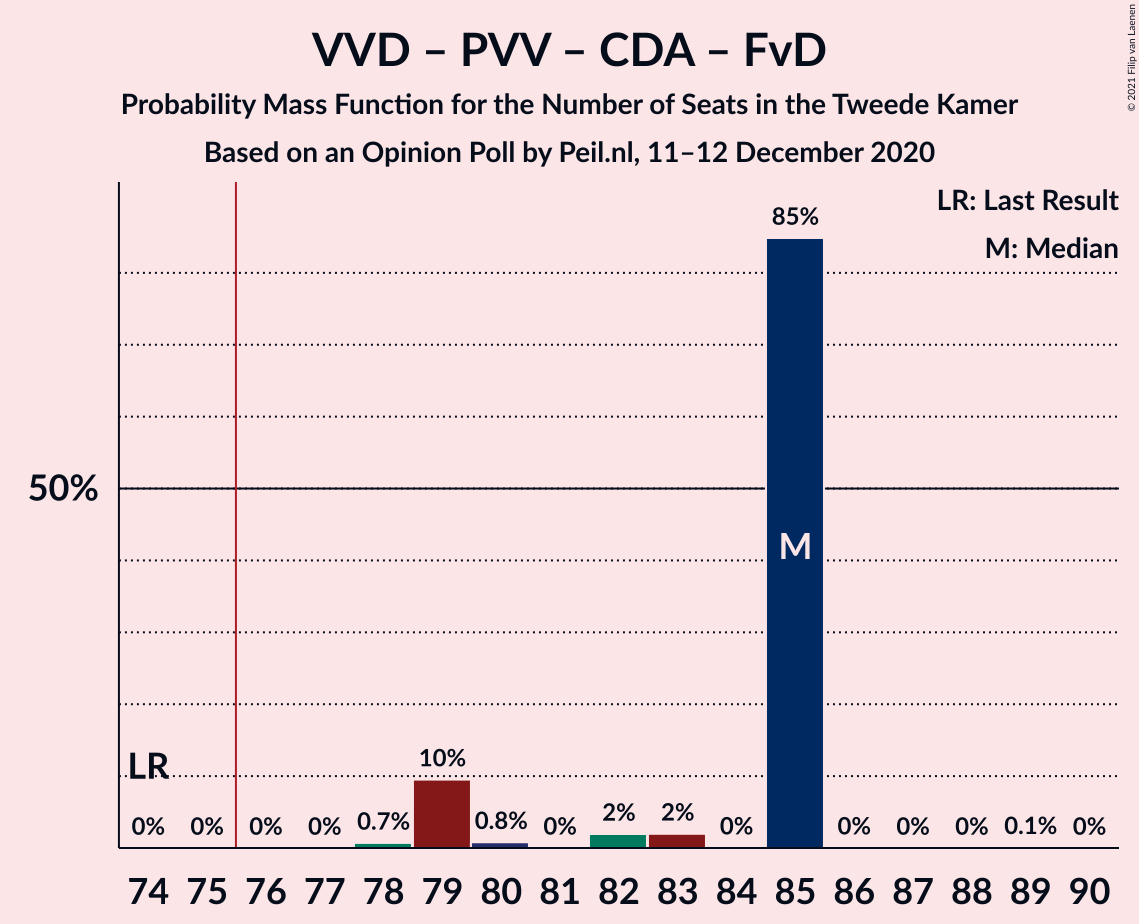 VVD – PVV – CDA – FvD
Probability Mass Function for the Number of Seats in the Tweede Kamer
Based on an Opinion Poll by Peil.nl, 11–12 December 2020
© 2021 Filip van Laenen
LR: Last Result
M: Median
85%
50%
M
LR
10%
0% 0% 0% 0% 0.7% 0.8% 0% 2% 2% 0% 0% 0% 0% 0.1% 0%
74 75 76 77 78 79 80 81 82 83 84 85 86 87 88 89 90